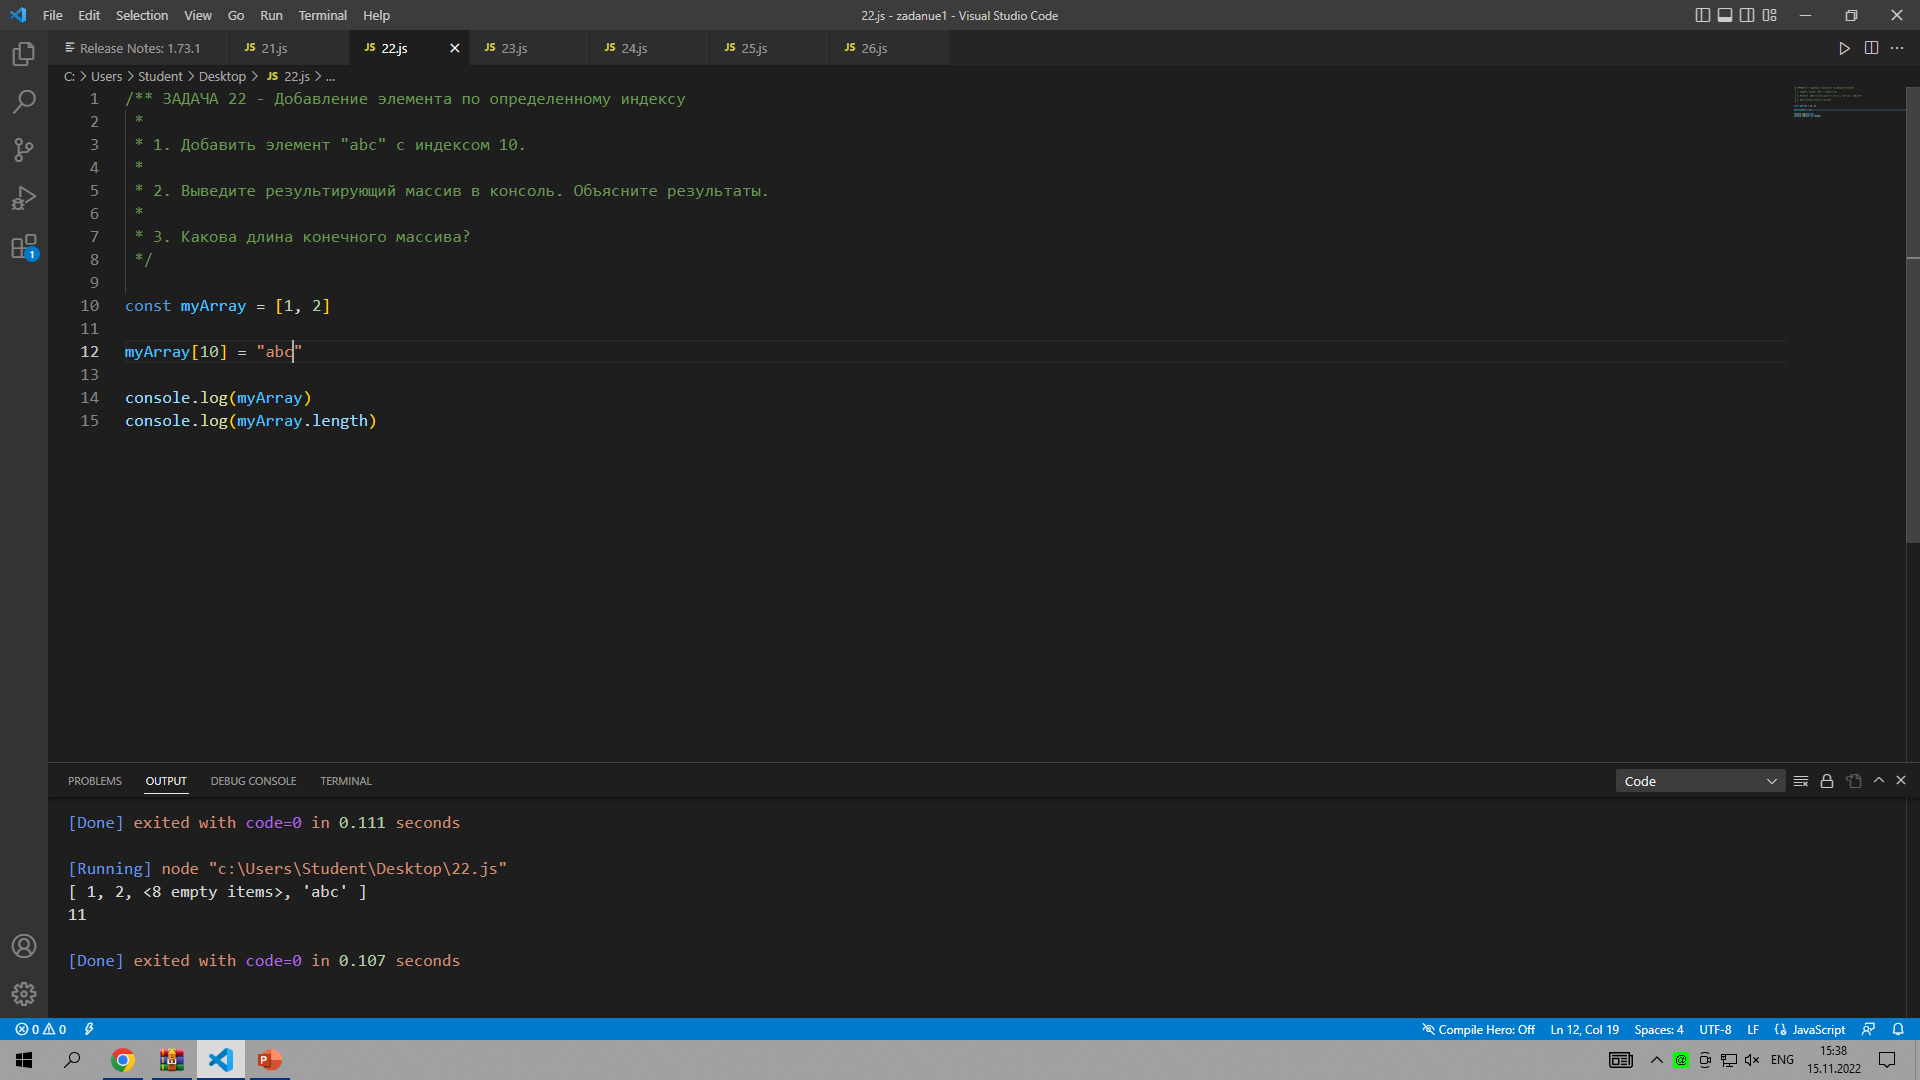 File Edit Selection View Go Run Terminal Help
22.js - zadanue1 - Visual Studio Code
Release Notes: 1.73.1
JS 21.js
JS 22.js
JS 23.js
JS 24.js
JS 25.js
JS 26.js
C: > Users > Student > Desktop > JS 22.js > ...
1 /** ЗАДАЧА 22 - Добавление элемента по определенному индексу
2 *
3 * 1. Добавить элемент "abc" с индексом 10.
4 *
5 * 2. Выведите результирующий массив в консоль. Объясните результаты.
6 *
7 * 3. Какова длина конечного массива?
8 */
9
10 const myArray = [1, 2]
11
12 myArray[10] = "abc"
13
14 console.log(myArray)
15 console.log(myArray.length)
1
PROBLEMS OUTPUT DEBUG CONSOLE TERMINAL
Code
[Done] exited with code=0 in 0.111 seconds
[Running] node "c:\Users\Student\Desktop\22.js"
[ 1, 2, <8 empty items>, 'abc' ]
11
[Done] exited with code=0 in 0.107 seconds
0 0
Compile Hero: Off Ln 12, Col 19 Spaces: 4 UTF-8 LF JavaScript
ENG
15:38
15.11.2022